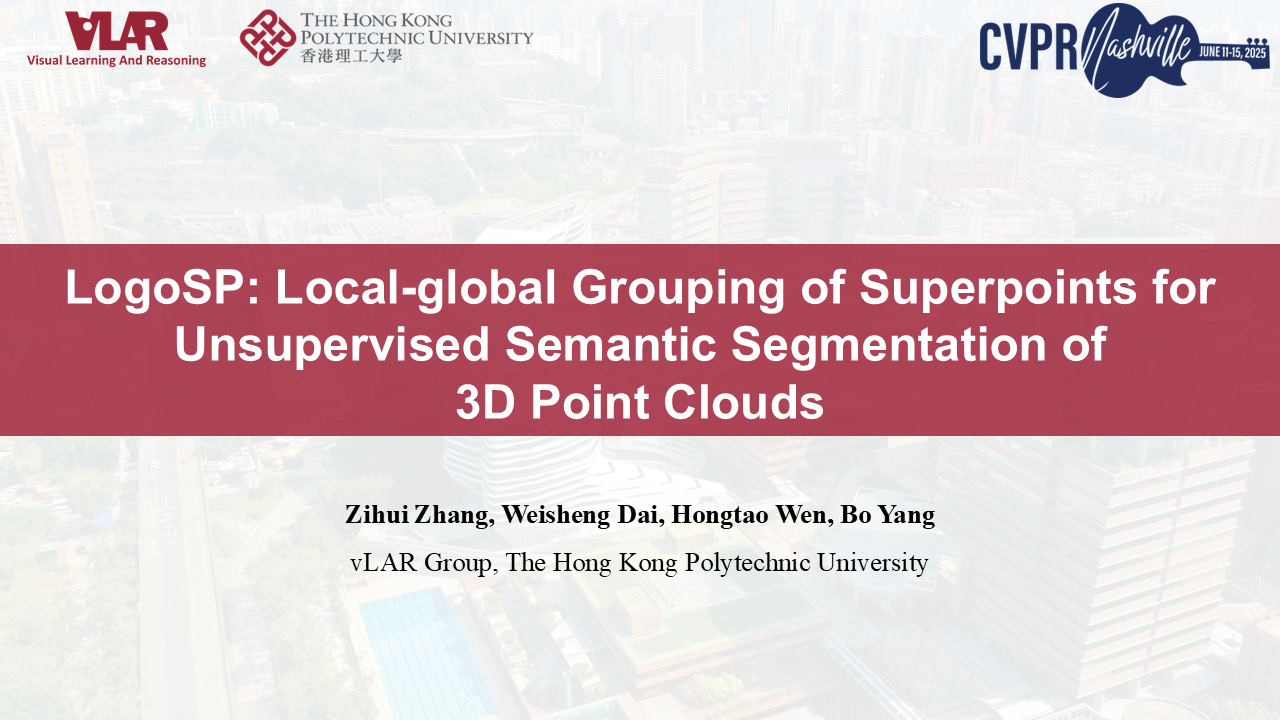 vLAR
Visual Learning And Reasoning
THE HONG KONG
POLYTECHNIC UNIVERSITY
香港理工大學
CVPR Nashville JUNE 11-15, 2025
LogoSP: Local-global Grouping of Superpoints for
Unsupervised Semantic Segmentation of
3D Point Clouds
Zihui Zhang, Weisheng Dai, Hongtao Wen, Bo Yang
vLAR Group, The Hong Kong Polytechnic University